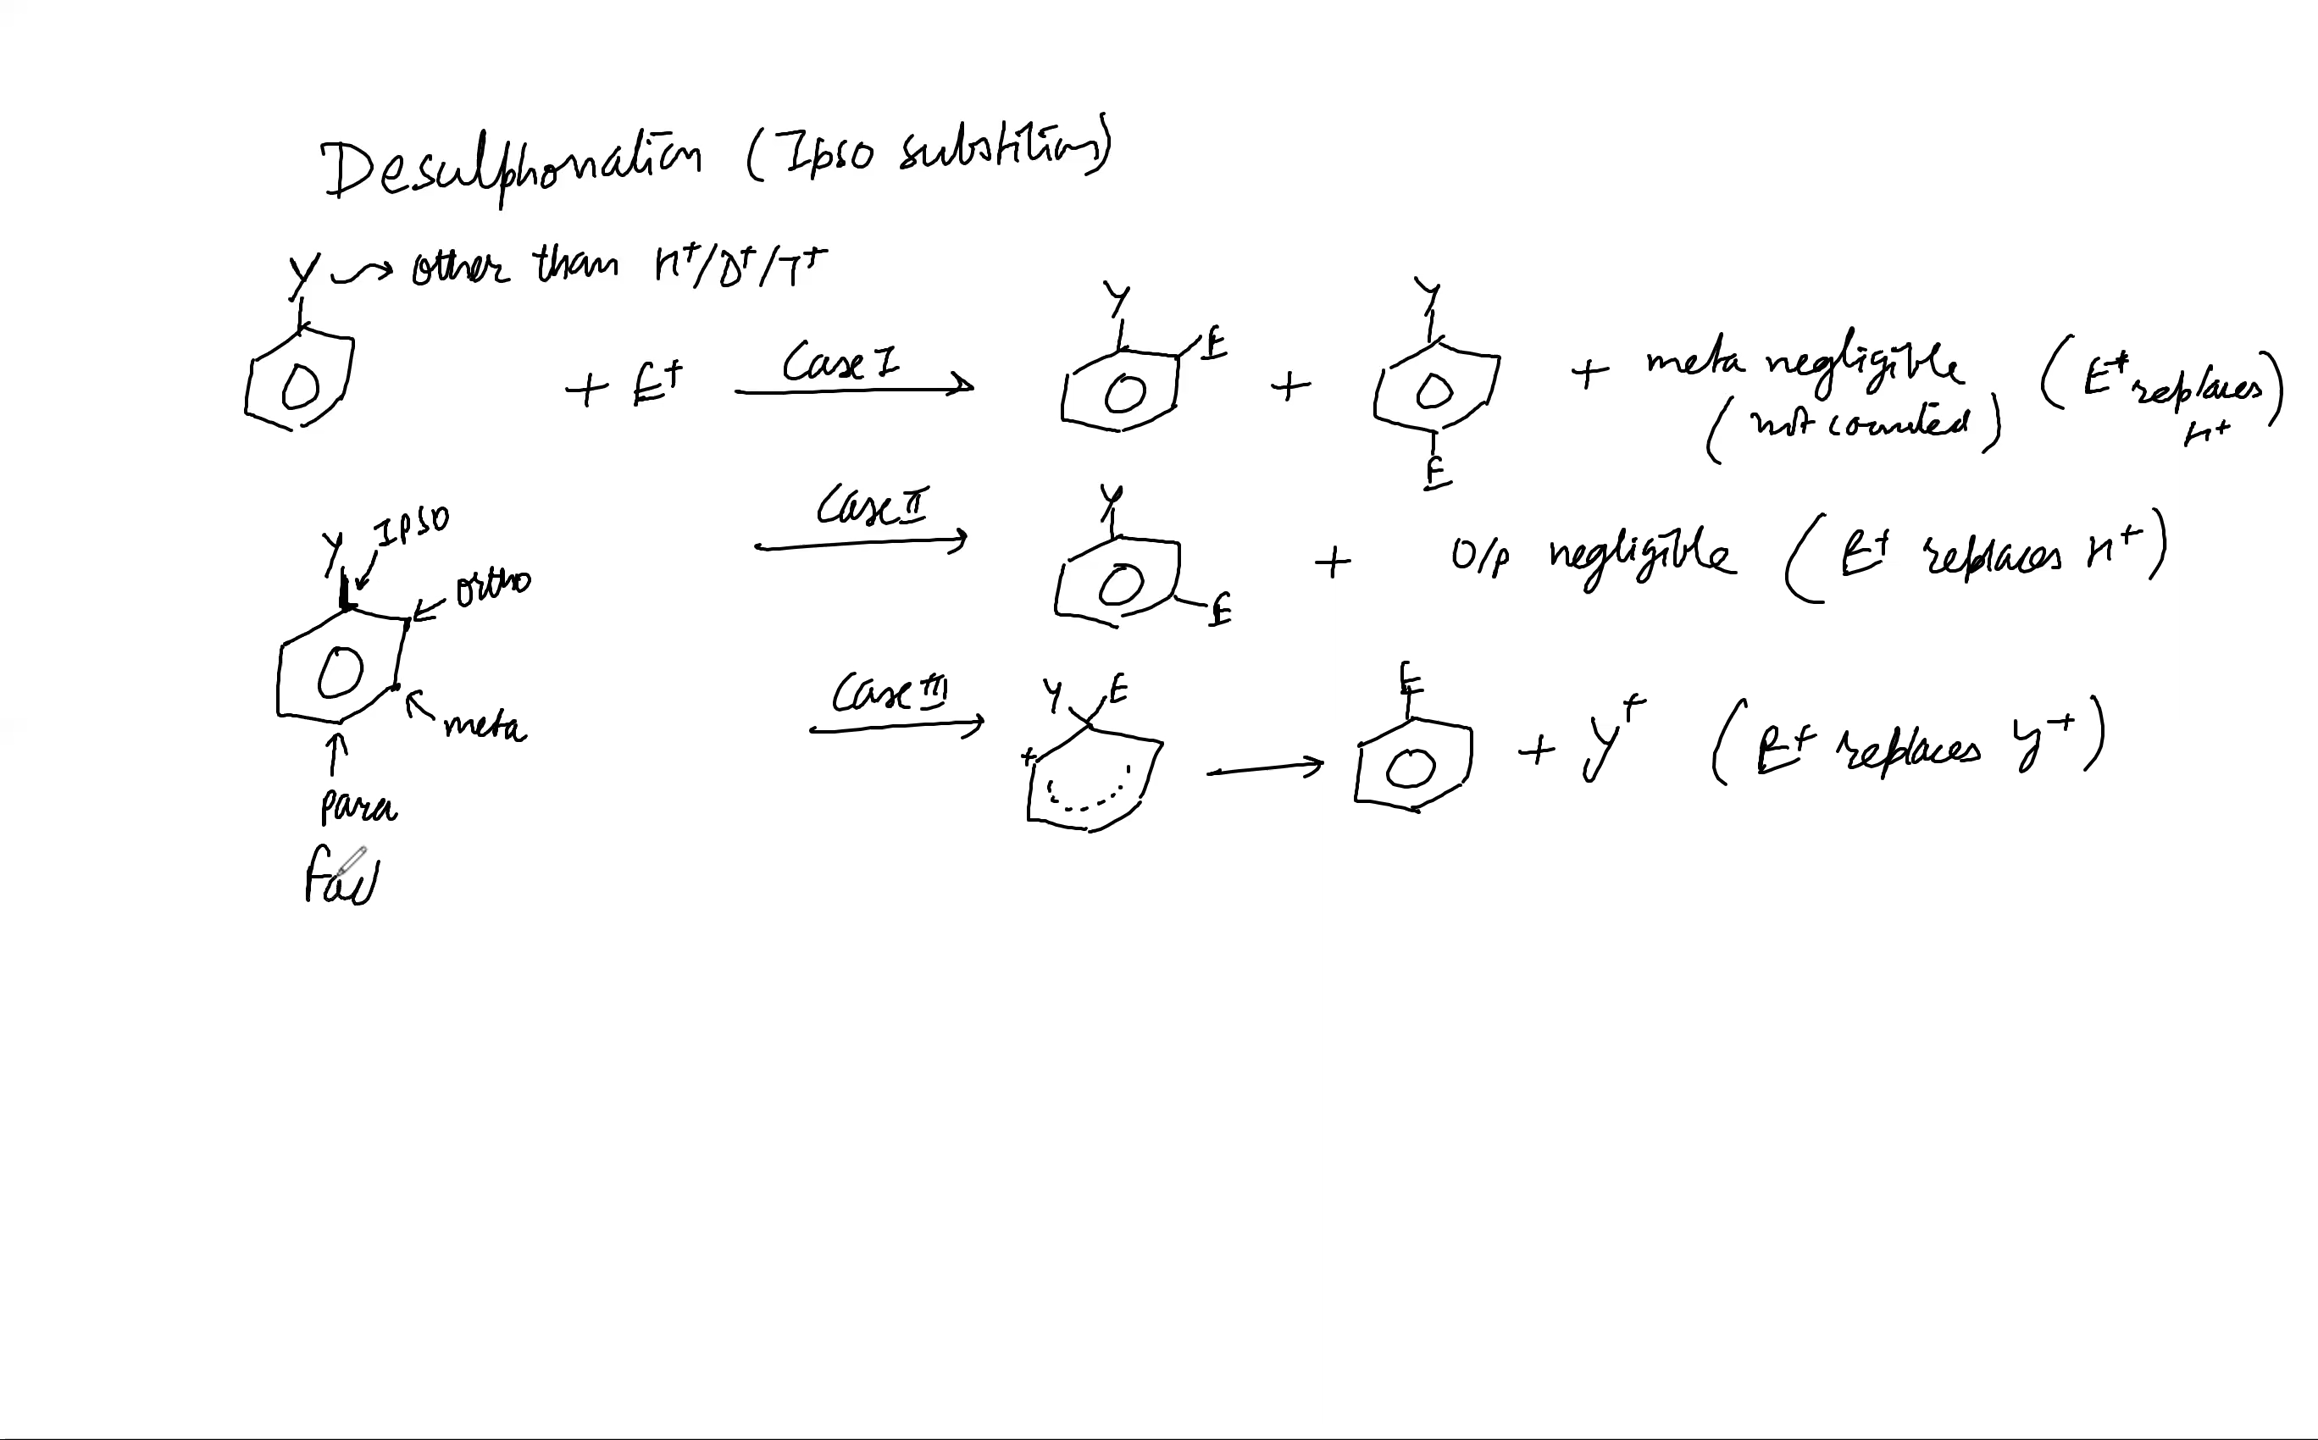 Desulphonation (Ipso substitution)
Y → other than H⁺/D⁺/T⁺
+ E⁺
Case I
Y
E
+
Y
E
+ meta negligible
(not counted)
(E⁺ replaces
H⁺)
Case II
Y
E
+ O/P negligible (E⁺ replaces H⁺)
Y
Ipso
ortho
meta
para
Case III
Y E
+
→
E
+ Y⁺ (E⁺ replaces Y⁺)